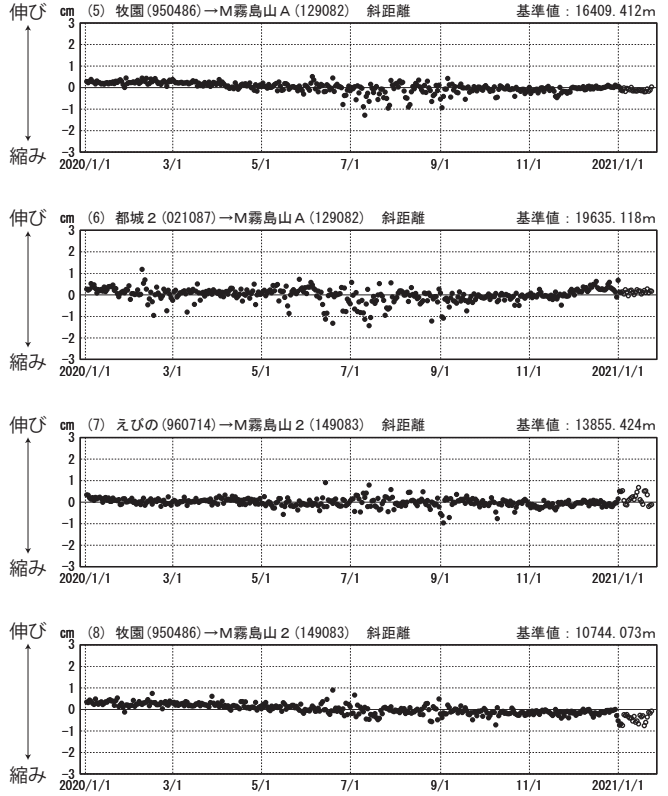 伸び cm (5) 牧園(950486)→M霧島山A(129082) 斜距離 基準値:16409.412m
3
2
1
0
-1
-2
-3
縮み
2020/1/1 3/1 5/1 7/1 9/1 11/1 2021/1/1
伸び cm (6) 都城2(021087)→M霧島山A(129082) 斜距離 基準値:19635.118m
3
2
1
0
-1
-2
-3
縮み
2020/1/1 3/1 5/1 7/1 9/1 11/1 2021/1/1
伸び cm (7) えびの(960714)→M霧島山2(149083) 斜距離 基準値:13855.424m
3
2
1
0
-1
-2
-3
縮み
2020/1/1 3/1 5/1 7/1 9/1 11/1 2021/1/1
伸び cm (8) 牧園(950486)→M霧島山2(149083) 斜距離 基準値:10744.073m
3
2
1
0
-1
-2
-3
縮み
2020/1/1 3/1 5/1 7/1 9/1 11/1 2021/1/1